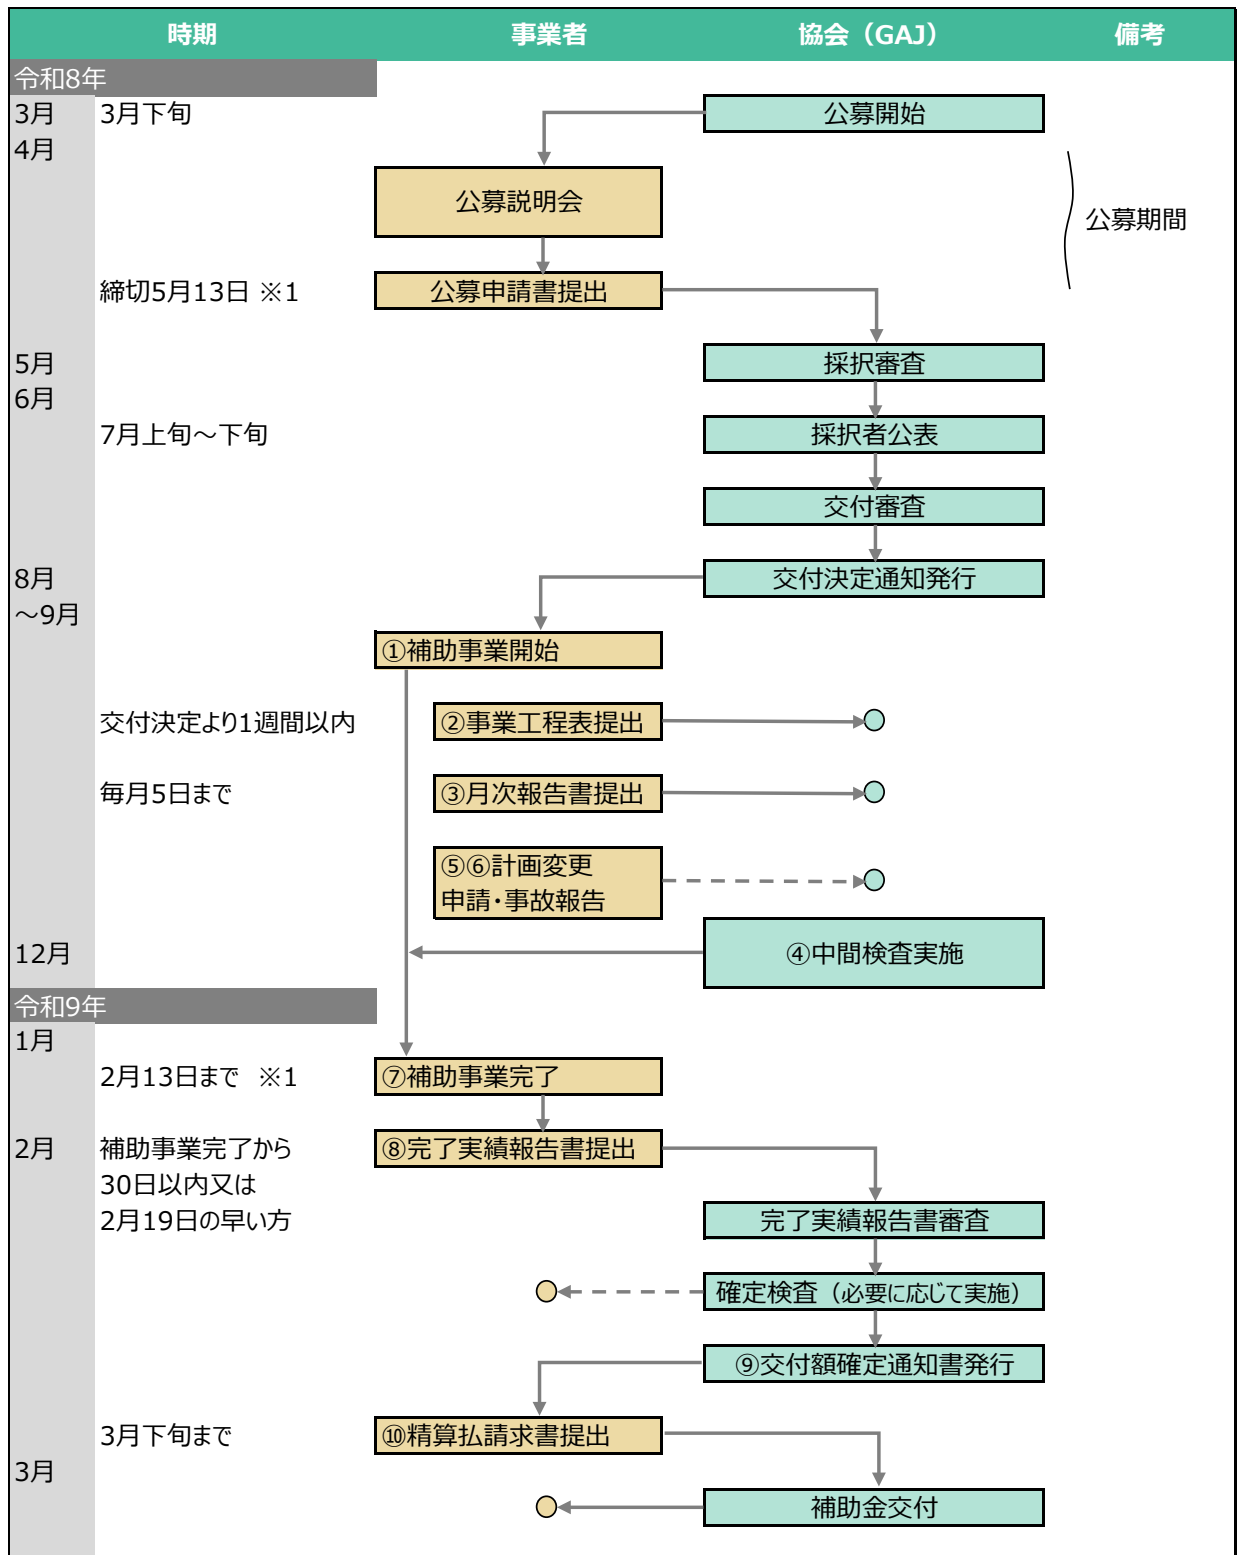 時期 事業者 協会（GAJ） 備考
令和8年
3月 3月下旬 公募開始
4月
公募説明会
公募期間
締切5月13日 ※1 公募申請書提出
5月 採択審査
6月
7月上旬～下旬 採択者公表
交付審査
8月 交付決定通知発行
～9月
①補助事業開始
交付決定より1週間以内 ②事業工程表提出
毎月5日まで ③月次報告書提出
⑤⑥計画変更
申請・事故報告
12月 ④中間検査実施
令和9年
1月
2月13日まで ※1 ⑦補助事業完了
2月 補助事業完了から ⑧完了実績報告書提出
30日以内又は
2月19日の早い方 完了実績報告書審査
確定検査（必要に応じて実施）
⑨交付額確定通知書発行
3月下旬まで ⑩精算払請求書提出
3月
補助金交付